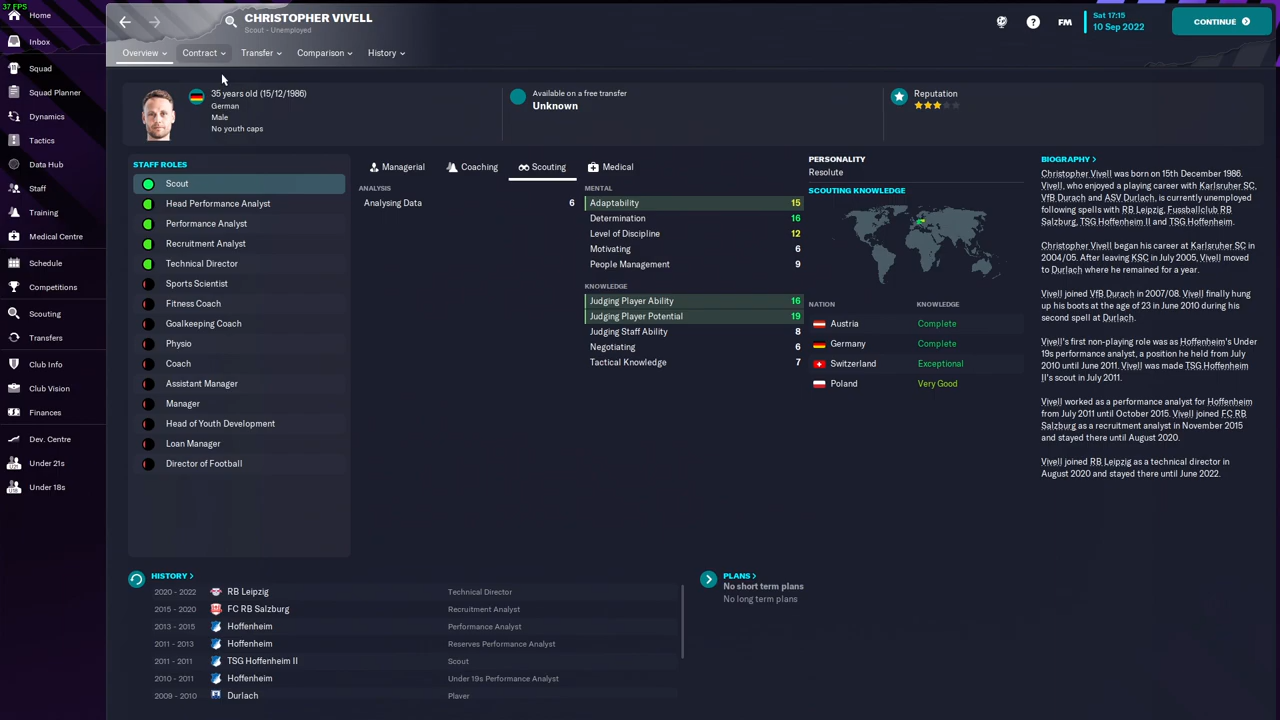 37 FPS
Home
Inbox
Squad
Squad Planner
Dynamics
Tactics
Data Hub
Staff
Training
Medical Centre
Schedule
Competitions
Scouting
Transfers
Club Info
Club Vision
Finances
Dev. Centre
Under 21s
Under 18s
CHRISTOPHER VIVELL
Scout - Unemployed
FM
Sat 17:15
10 Sep 2022
CONTINUE
Overview
Contract
Transfer
Comparison
History
35 years old (15/12/1986)
German
Male
No youth caps
Available on a free transfer
Unknown
Reputation
STAFF ROLES
Scout
Head Performance Analyst
Performance Analyst
Recruitment Analyst
Technical Director
Sports Scientist
Fitness Coach
Goalkeeping Coach
Physio
Coach
Assistant Manager
Manager
Head of Youth Development
Loan Manager
Director of Football
Managerial
Coaching
Scouting
Medical
ANALYSIS
Analysing Data 6
MENTAL
Adaptability 15
Determination 16
Level of Discipline 12
Motivating 6
People Management 9
KNOWLEDGE
Judging Player Ability 16
Judging Player Potential 19
Judging Staff Ability 8
Negotiating 6
Tactical Knowledge 7
PERSONALITY
Resolute
SCOUTING KNOWLEDGE
NATION KNOWLEDGE
Austria Complete
Germany Complete
Switzerland Exceptional
Poland Very Good
BIOGRAPHY >
Christopher Vivell was born on 15th December 1986.
Vivell, who enjoyed a playing career with Karlsruher SC,
VfB Durach and ASV Durlach, is currently unemployed
following spells with RB Leipzig, Fussballclub RB
Salzburg, TSG Hoffenheim II and TSG Hoffenheim.
Christopher Vivell began his career at Karlsruher SC in
2004/05. After leaving KSC in July 2005, Vivell moved
to Durlach where he remained for a year.
Vivell joined VfB Durach in 2007/08. Vivell finally hung
up his boots at the age of 23 in June 2010 during his
second spell at Durlach.
Vivell's first non-playing role was as Hoffenheim's Under
19s performance analyst, a position he held from July
2010 until June 2011. Vivell was made TSG Hoffenheim
II's scout in July 2011.
Vivell worked as a performance analyst for Hoffenheim
from July 2011 until October 2015. Vivell joined FC RB
Salzburg as a recruitment analyst in November 2015
and stayed there until August 2020.
Vivell joined RB Leipzig as a technical director in
August 2020 and stayed there until June 2022.
HISTORY >
2020 - 2022 RB Leipzig Technical Director
2015 - 2020 FC RB Salzburg Recruitment Analyst
2013 - 2015 Hoffenheim Performance Analyst
2011 - 2013 Hoffenheim Reserves Performance Analyst
2011 - 2011 TSG Hoffenheim II Scout
2010 - 2011 Hoffenheim Under 19s Performance Analyst
2009 - 2010 Durlach Player
PLANS >
No short term plans
No long term plans